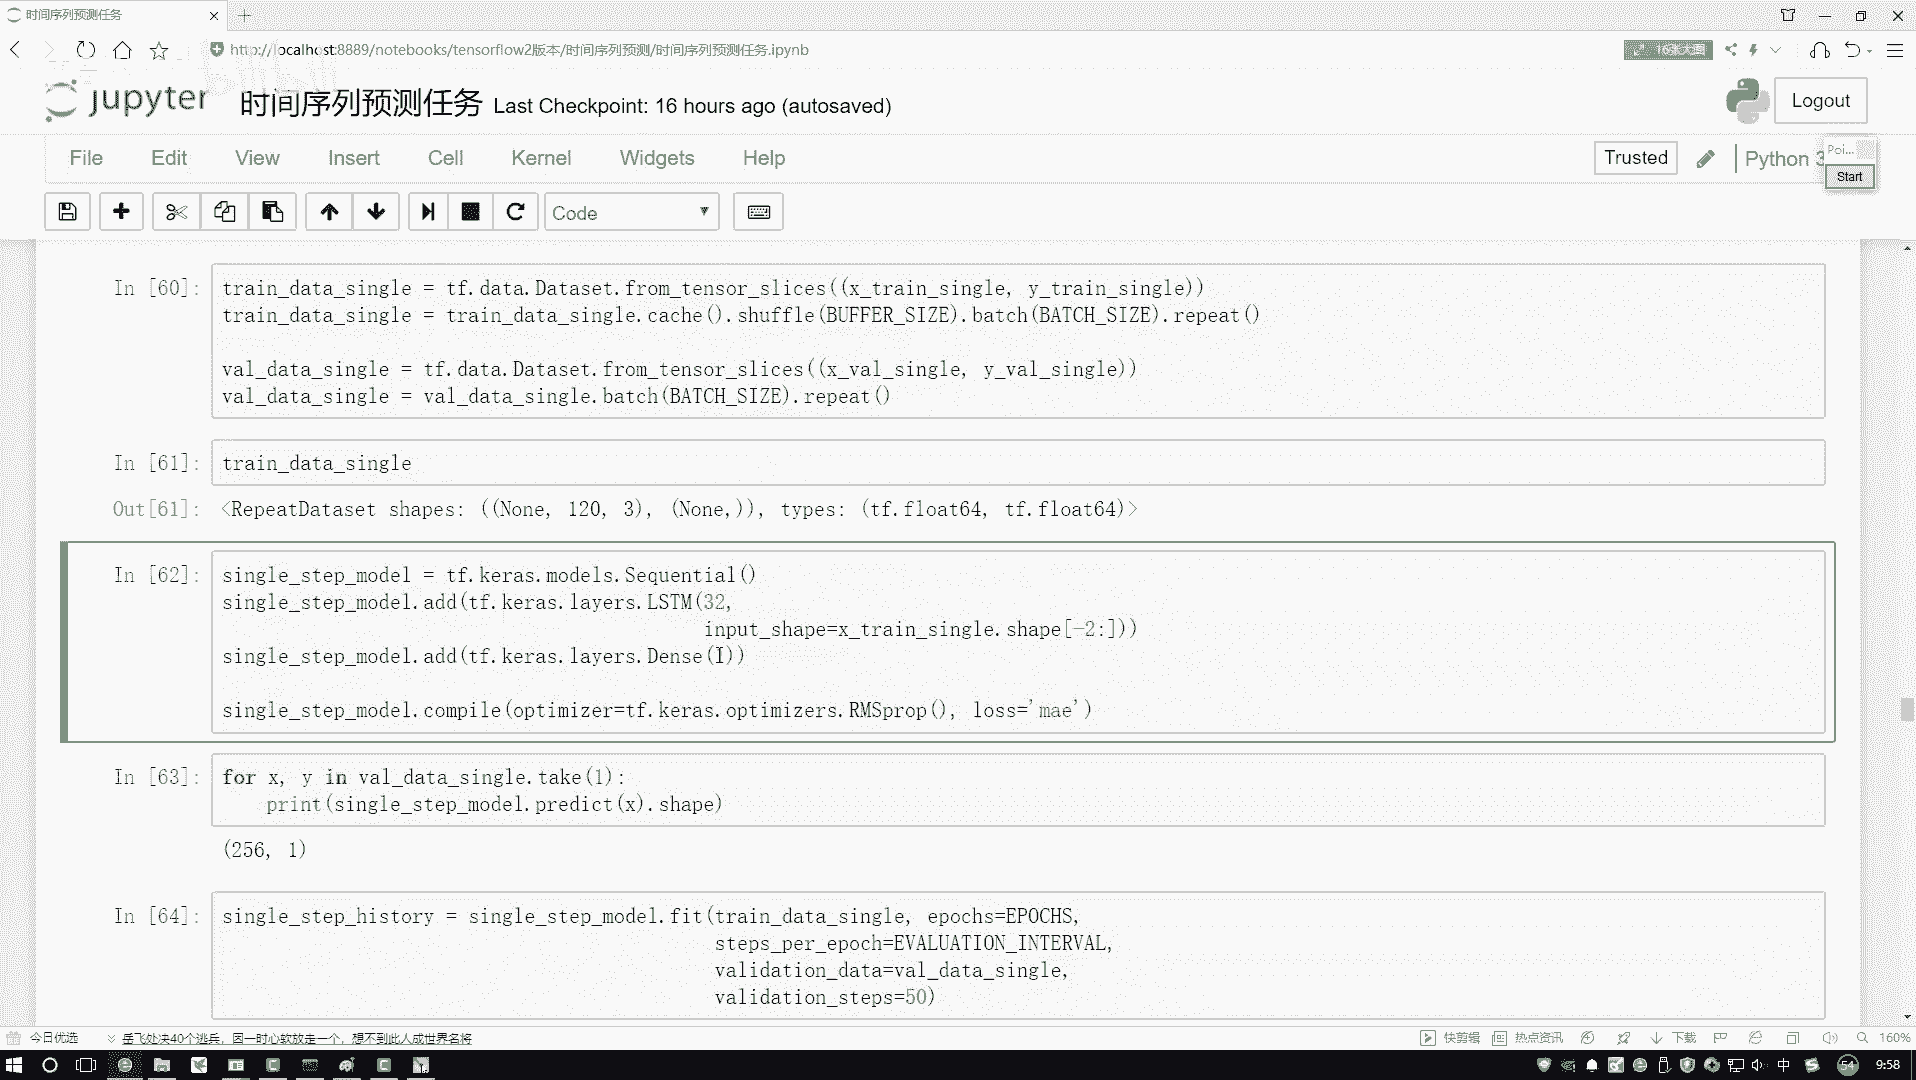 时间序列预测任务
http://localhost:8889/notebooks/tensorflow2版本/时间序列预测/时间序列预测任务.ipynb
16张大图
jupyter 时间序列预测任务 Last Checkpoint: 16 hours ago (autosaved)
Logout
File Edit View Insert Cell Kernel Widgets Help
Trusted
Python 3
Poi...
Start
Code
In [60]: train_data_single = tf.data.Dataset.from_tensor_slices((x_train_single, y_train_single))
train_data_single = train_data_single.cache().shuffle(BUFFER_SIZE).batch(BATCH_SIZE).repeat()
val_data_single = tf.data.Dataset.from_tensor_slices((x_val_single, y_val_single))
val_data_single = val_data_single.batch(BATCH_SIZE).repeat()
In [61]: train_data_single
Out[61]: <RepeatDataset shapes: ((None, 120, 3), (None,)), types: (tf.float64, tf.float64)>
In [62]: single_step_model = tf.keras.models.Sequential()
single_step_model.add(tf.keras.layers.LSTM(32,
input_shape=x_train_single.shape[-2:]))
single_step_model.add(tf.keras.layers.Dense(1))
single_step_model.compile(optimizer=tf.keras.optimizers.RMSprop(), loss='mae')
In [63]: for x, y in val_data_single.take(1):
print(single_step_model.predict(x).shape)
(256, 1)
In [64]: single_step_history = single_step_model.fit(train_data_single, epochs=EPOCHS,
steps_per_epoch=EVALUATION_INTERVAL,
validation_data=val_data_single,
validation_steps=50)
今日优选 岳飞处决40个逃兵，因一时心软放走一个，想不到此人成世界名将
快剪辑 热点资讯 下载 160%
中 54 9:58